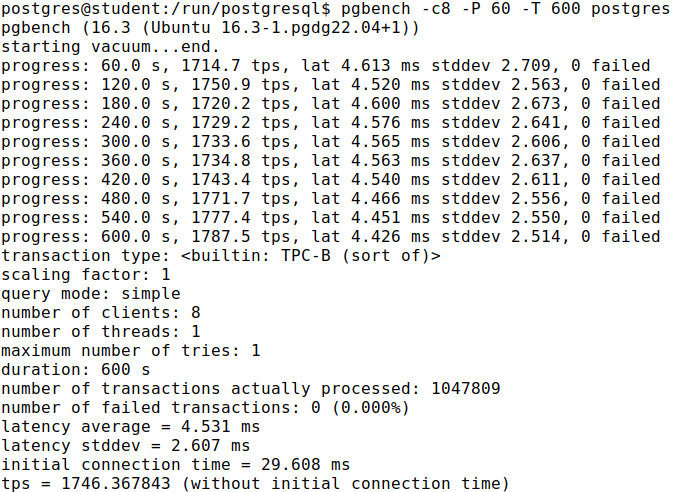 postgres@student:/run/postgresql$ pgbench -c8 -P 60 -T 600 postgres
pgbench (16.3 (Ubuntu 16.3-1.pgdg22.04+1))
starting vacuum...end.
progress: 60.0 s, 1714.7 tps, lat 4.613 ms stddev 2.709, 0 failed
progress: 120.0 s, 1750.9 tps, lat 4.520 ms stddev 2.563, 0 failed
progress: 180.0 s, 1720.2 tps, lat 4.600 ms stddev 2.673, 0 failed
progress: 240.0 s, 1729.2 tps, lat 4.576 ms stddev 2.641, 0 failed
progress: 300.0 s, 1733.6 tps, lat 4.565 ms stddev 2.606, 0 failed
progress: 360.0 s, 1734.8 tps, lat 4.563 ms stddev 2.637, 0 failed
progress: 420.0 s, 1743.4 tps, lat 4.540 ms stddev 2.611, 0 failed
progress: 480.0 s, 1771.7 tps, lat 4.466 ms stddev 2.556, 0 failed
progress: 540.0 s, 1777.4 tps, lat 4.451 ms stddev 2.550, 0 failed
progress: 600.0 s, 1787.5 tps, lat 4.426 ms stddev 2.514, 0 failed
transaction type: <builtin: TPC-B (sort of)>
scaling factor: 1
query mode: simple
number of clients: 8
number of threads: 1
maximum number of tries: 1
duration: 600 s
number of transactions actually processed: 1047809
number of failed transactions: 0 (0.000%)
latency average = 4.531 ms
latency stddev = 2.607 ms
initial connection time = 29.608 ms
tps = 1746.367843 (without initial connection time)